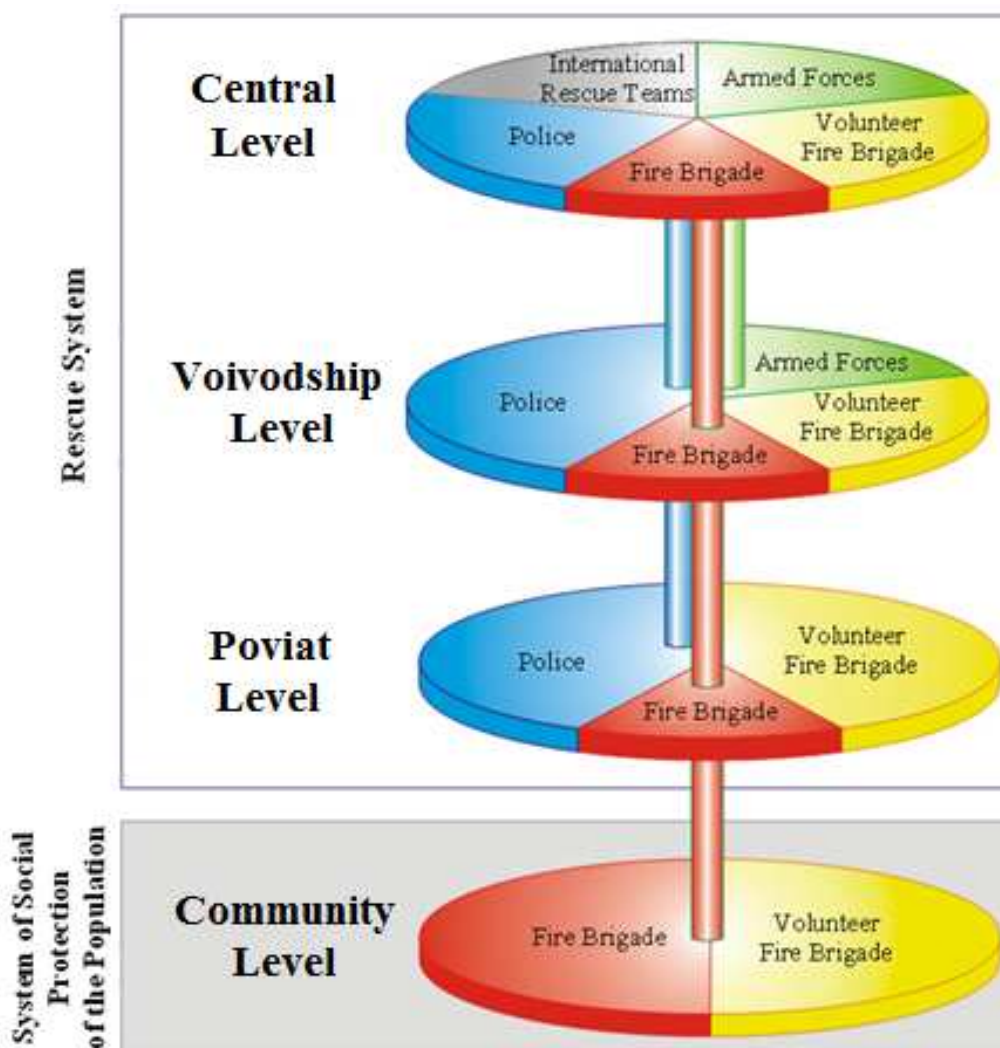 Central
Level
International
Rescue Teams
Armed Forces
Police
Volunteer
Fire Brigade
Fire Brigade
Rescue System
Voivodship
Level
Armed Forces
Police
Volunteer
Fire Brigade
Fire Brigade
Poviat
Level
Police
Volunteer
Fire Brigade
Fire Brigade
System of Social
Protection
of the Population
Community
Level
Fire Brigade
Volunteer
Fire Brigade